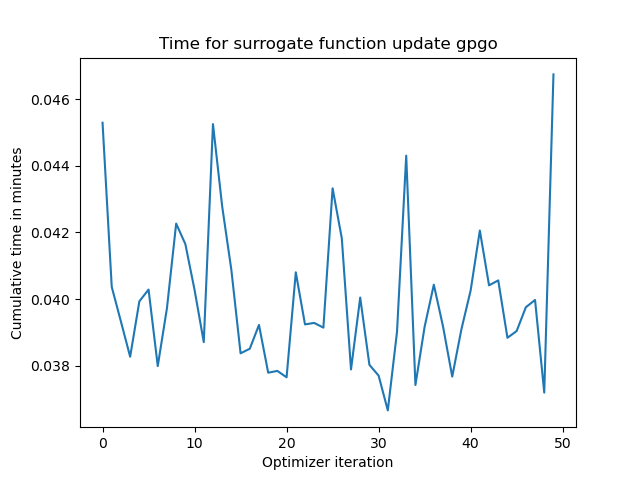 Time for surrogate function update gpgo
Cumulative time in minutes
0.046
0.044
0.042
0.040
0.038
0 10 20 30 40 50
Optimizer iteration